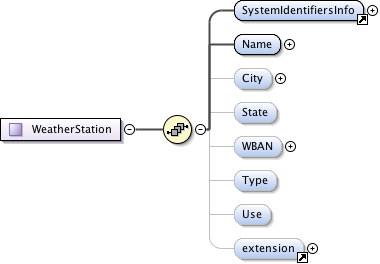 SystemIdentifiersInfo
Name
City
State
WeatherStation
WBAN
Type
Use
extension